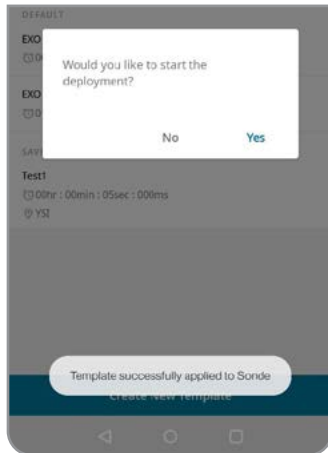 DEFAULT
EXO
Would you like to start the
deployment?
EXO
No Yes
SAV
Test1
00hr : 00min : 05sec : 000ms
YSI
Template successfully applied to Sonde
Create New Template